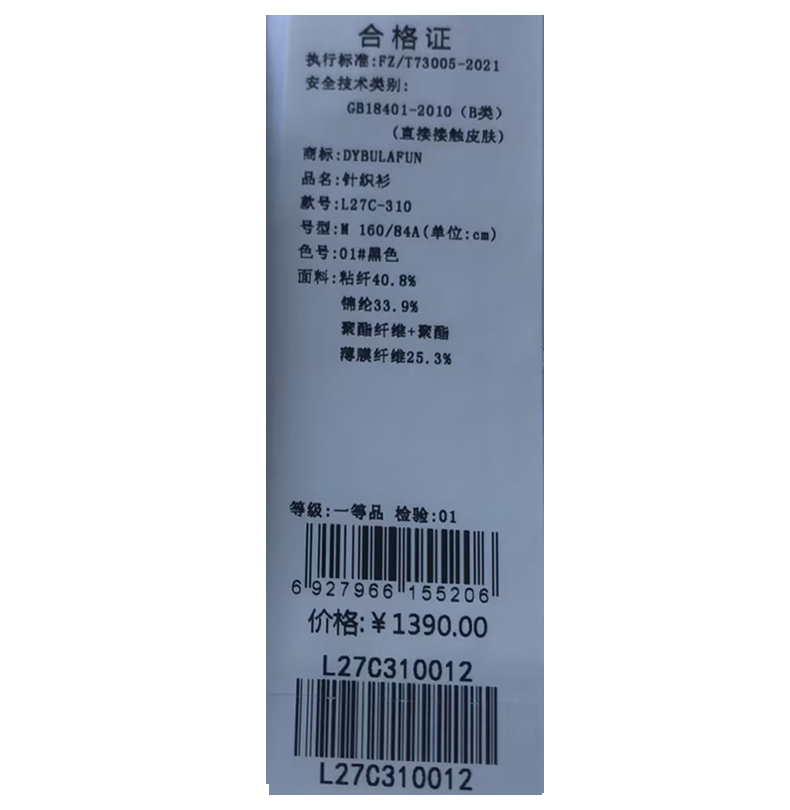 合格证
执行标准:FZ/T73005-2021
安全技术类别:
GB18401-2010（B类）
(直接接触皮肤)
商标:DYBULAFUN
品名:针织衫
款号:L27C-310
号型:M 160/84A(单位:cm)
色号:01#黑色
面料:粘纤40.8%
锦纶33.9%
聚酯纤维+聚酯
薄膜纤维25.3%
等级:一等品 检验:01
6 927966 155206
价格:￥1390.00
L27C310012
L27C310012